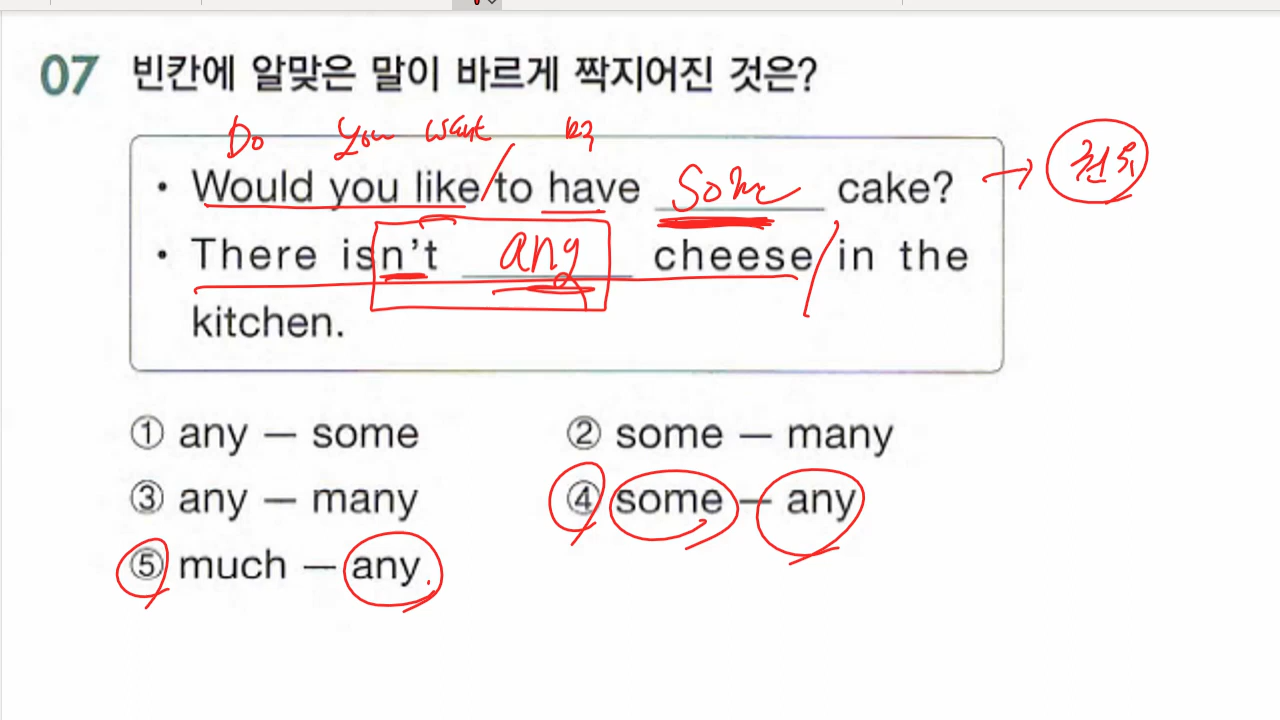 07 빈칸에 알맞은 말이 바르게 짝지어진 것은?
Do you want
• Would you like to have some cake?
권유
• There isn't any cheese in the
kitchen.
① any — some ② some — many
③ any — many ④ some — any
⑤ much — any